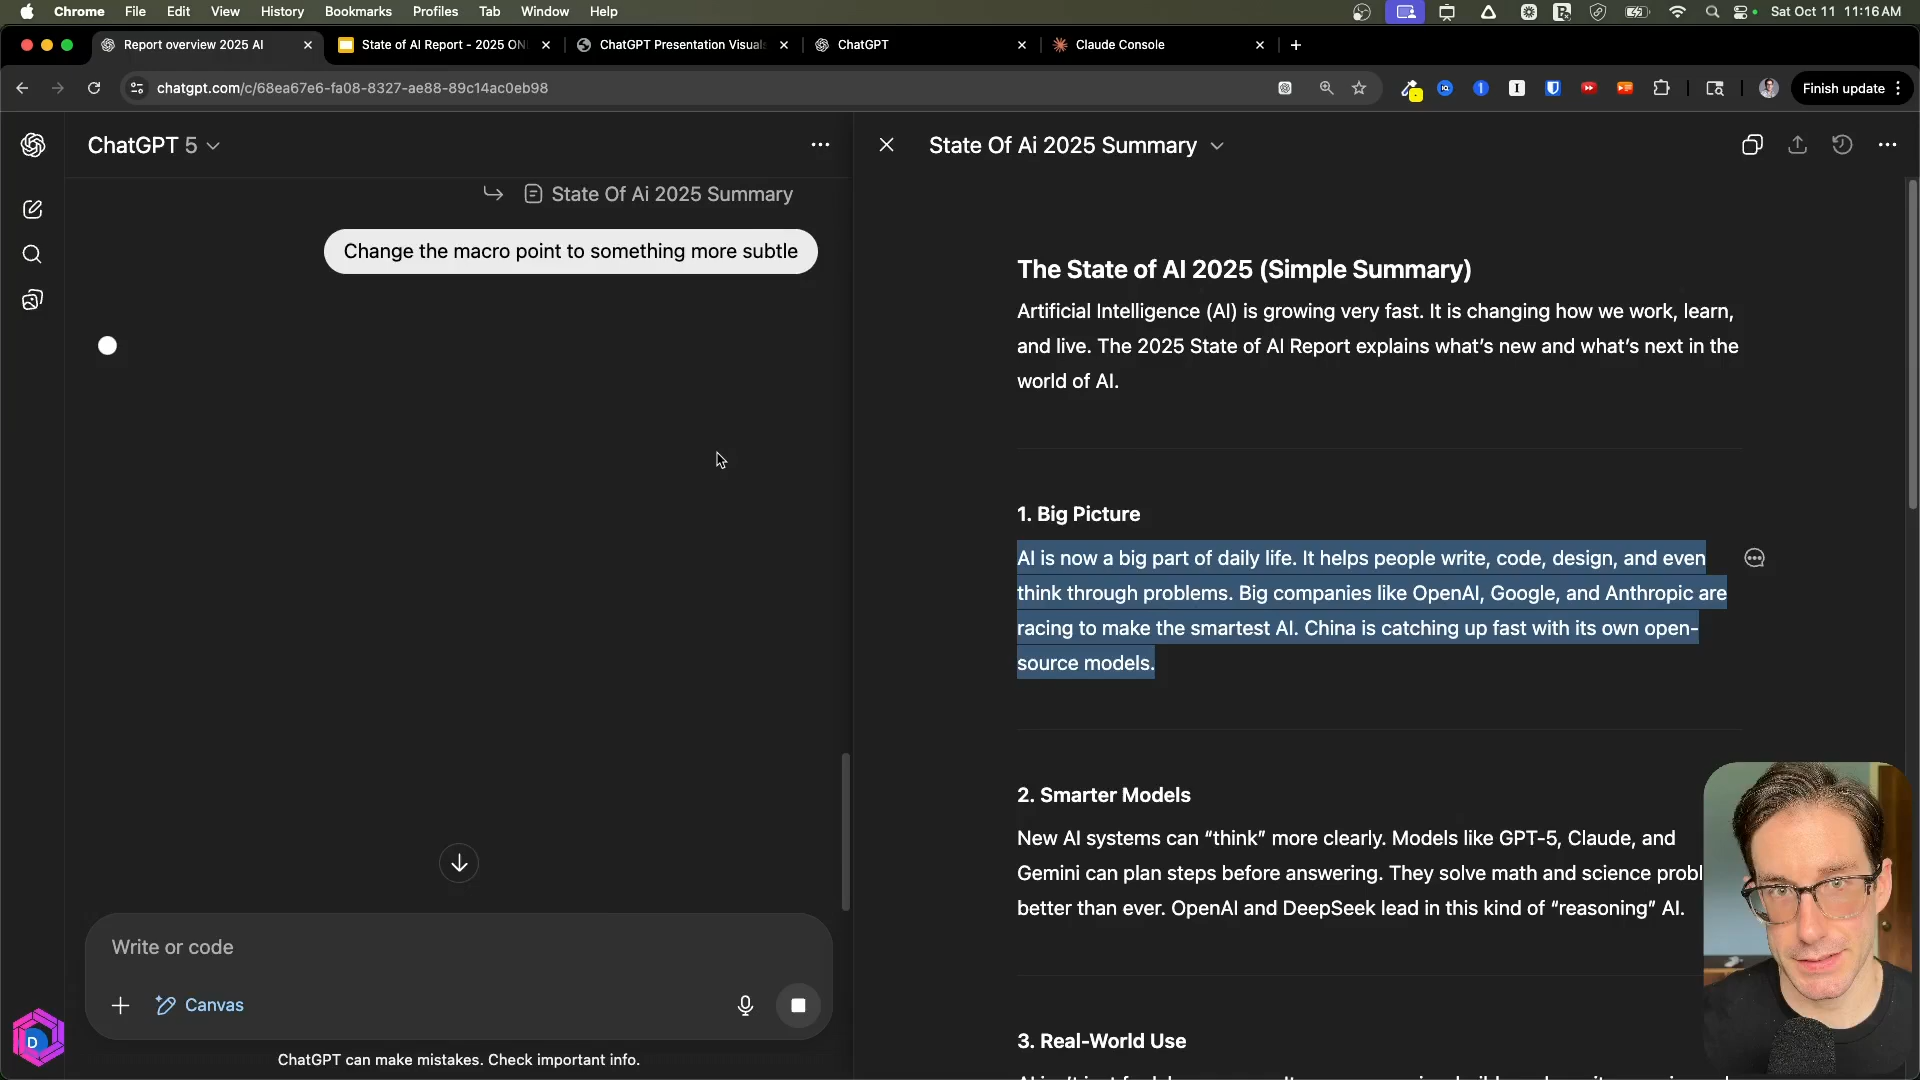 Chrome File Edit View History Bookmarks Profiles Tab Window Help
Sat Oct 11 11:16 AM
Report overview 2025 AI
State of AI Report - 2025 ONL
ChatGPT Presentation Visuals
ChatGPT
Claude Console
chatgpt.com/c/68ea67e6-fa08-8327-ae88-89c14ac0eb98
Finish update
ChatGPT 5
State Of Ai 2025 Summary
Change the macro point to something more subtle
Write or code
Canvas
D
ChatGPT can make mistakes. Check important info.
State Of Ai 2025 Summary
The State of AI 2025 (Simple Summary)
Artificial Intelligence (AI) is growing very fast. It is changing how we work, learn,
and live. The 2025 State of AI Report explains what’s new and what’s next in the
world of AI.
1. Big Picture
AI is now a big part of daily life. It helps people write, code, design, and even
think through problems. Big companies like OpenAI, Google, and Anthropic are
racing to make the smartest AI. China is catching up fast with its own open-
source models.
2. Smarter Models
New AI systems can “think” more clearly. Models like GPT-5, Claude, and
Gemini can plan steps before answering. They solve math and science probl
better than ever. OpenAI and DeepSeek lead in this kind of “reasoning” AI.
3. Real-World Use